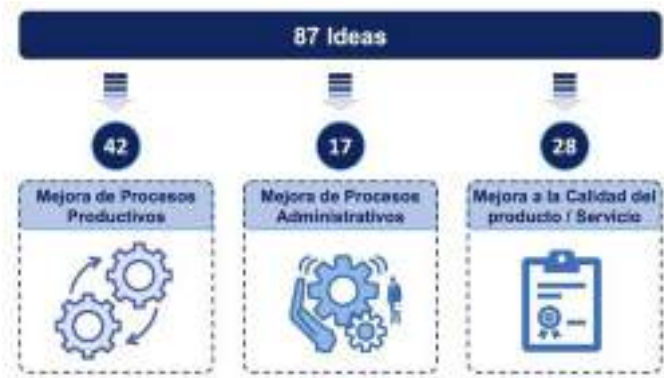 87 Ideas
42
17
28
Mejora de Procesos
Productivos
Mejora de Procesos
Administrativos
Mejora a la Calidad del
producto / Servicio